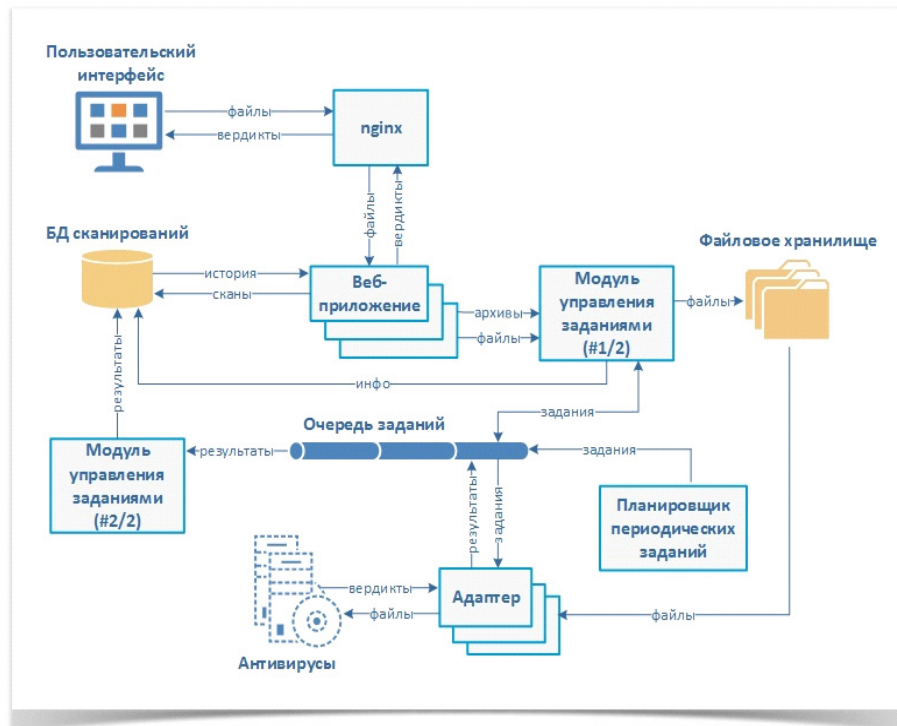 Пользовательский
интерфейс
файлы
вердикты
nginx
файлы
вердикты
БД сканирований
история
сканы
Веб-
приложение
архивы
файлы
Модуль
управления
заданиями
(#1/2)
файлы
Файловое хранилище
инфо
результаты
задания
Очередь заданий
Модуль
управления
заданиями
(#2/2)
результаты
задания
результаты
задания
Планировщик
периодических
заданий
вердикты
файлы
Адаптер
файлы
Антивирусы